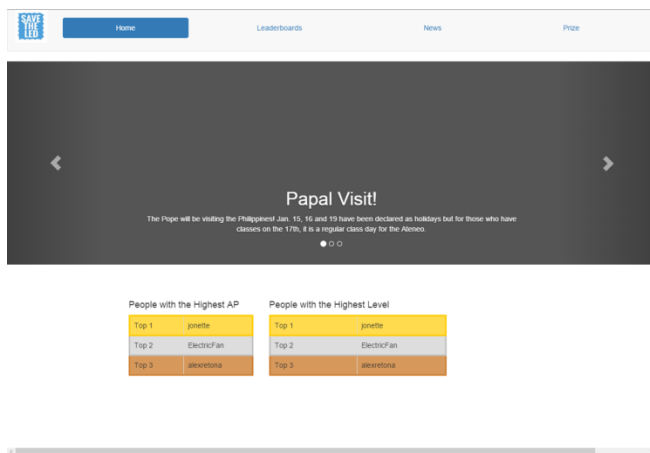 SAVE
THE
LED
Home
Leaderboards
News
Prize
Papal Visit!
The Pope will be visiting the Philippines! Jan. 15, 16 and 19 have been declared as holidays but for those who have
classes on the 17th, it is a regular class day for the Ateneo.
People with the Highest AP
Top 1 jonette
Top 2 ElectricFan
Top 3 alexretona
People with the Highest Level
Top 1 jonette
Top 2 ElectricFan
Top 3 alexretona